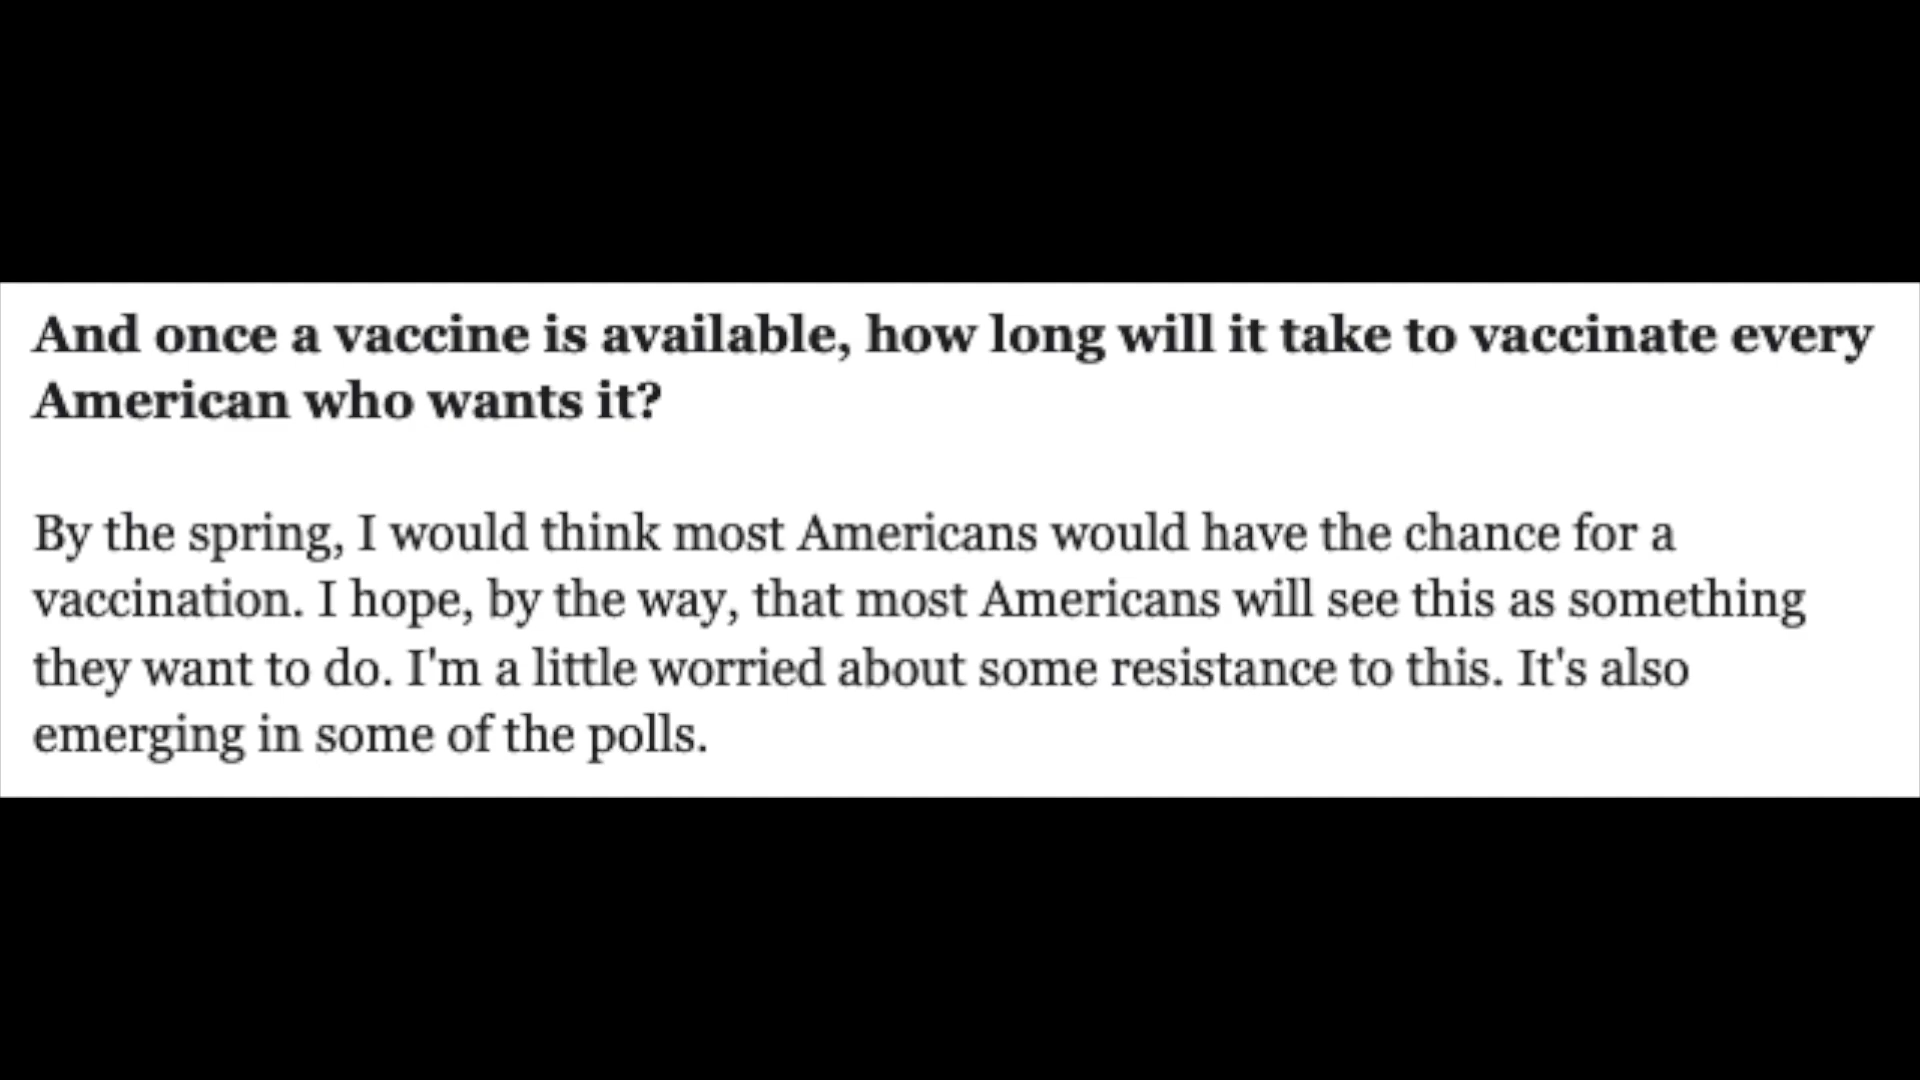 And once a vaccine is available, how long will it take to vaccinate every
American who wants it?
By the spring, I would think most Americans would have the chance for a
vaccination. I hope, by the way, that most Americans will see this as something
they want to do. I'm a little worried about some resistance to this. It's also
emerging in some of the polls.